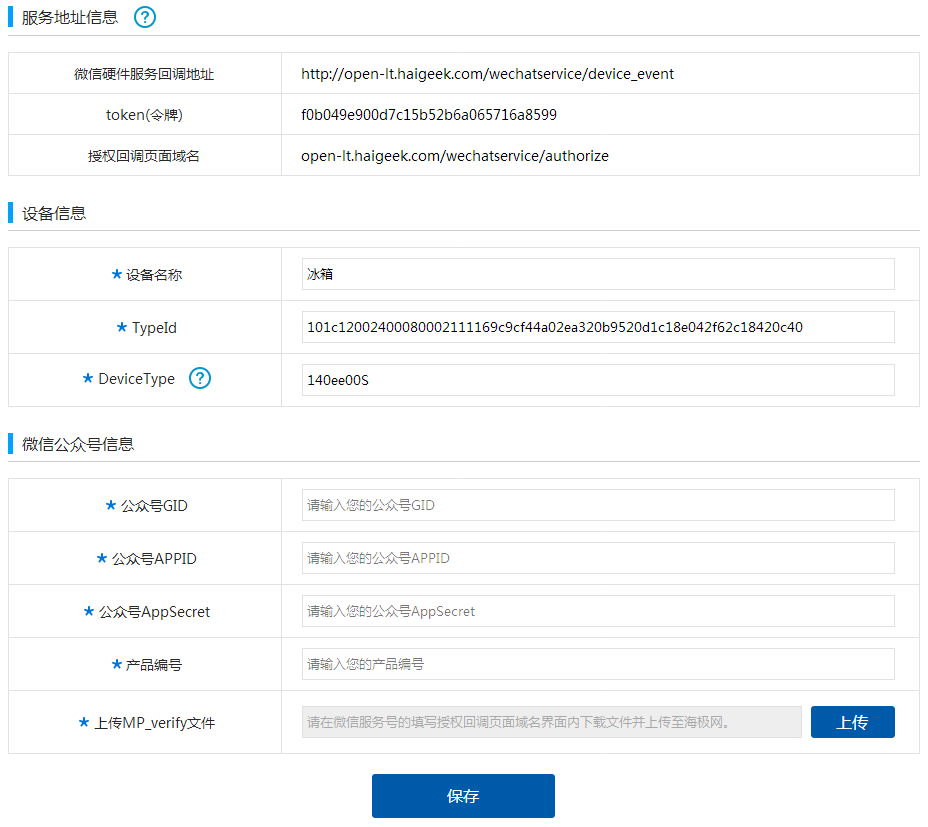 服务地址信息 ?
微信硬件服务回调地址 http://open-lt.haigeek.com/wechatservice/device_event
token(令牌) f0b049e900d7c15b52b6a065716a8599
授权回调页面域名 open-lt.haigeek.com/wechatservice/authorize
设备信息
* 设备名称 冰箱
* TypeId 101c12002400080002111169c9cf44a02ea320b9520d1c18e042f62c18420c40
* DeviceType ? 140ee00S
微信公众号信息
* 公众号GID 请输入您的公众号GID
* 公众号APPID 请输入您的公众号APPID
* 公众号AppSecret 请输入您的公众号AppSecret
* 产品编号 请输入您的产品编号
* 上传MP_verify文件 请在微信服务号的填写授权回调页面域名界面内下载文件并上传至海极网。 上传
保存